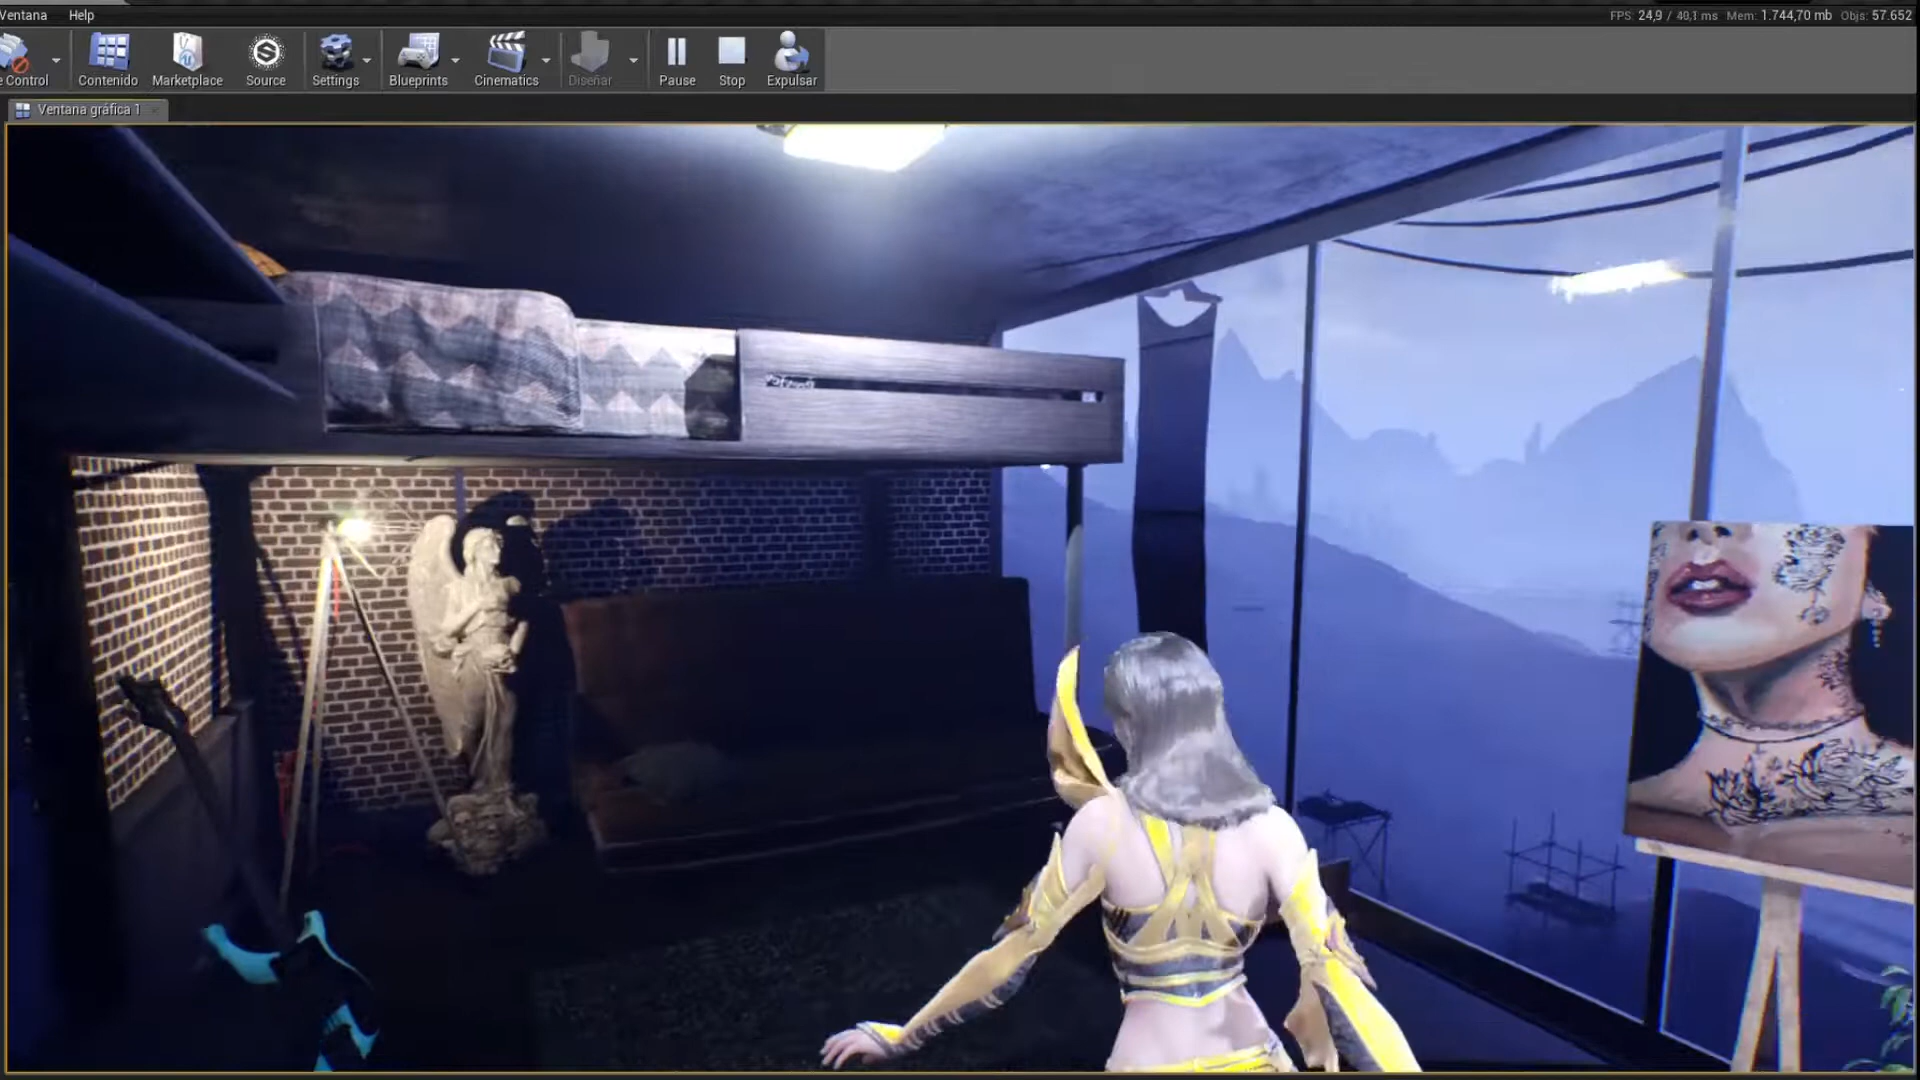 Ventana Help
FPS: 24,9 / 40,1 ms Mem: 1.744,70 mb Objs: 57.652
Control Contenido Marketplace Source Settings Blueprints Cinematics Diseñar Pause Stop Expulsar
Ventana gráfica 1